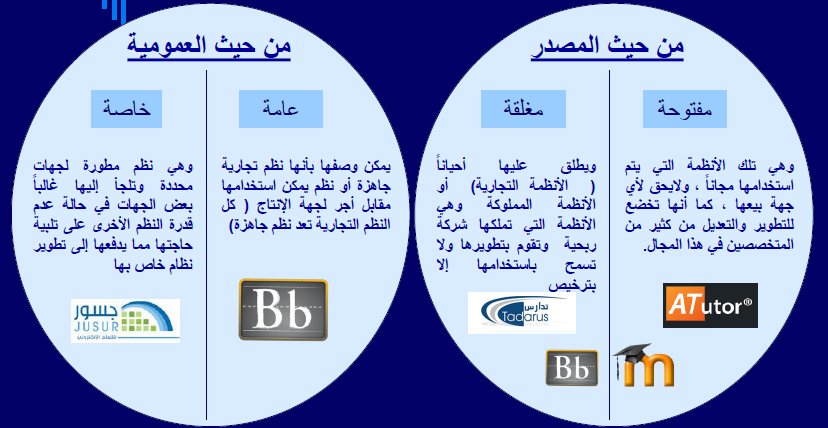 من حيث المصدر
مفتوحة
وهي تلك الأنظمة التي يتم
استخدامها مجاناً ، ولايحق لأي
جهة بيعها ، كما أنها تخضع
للتطوير والتعديل من كثير من
المتخصصين في هذا المجال.
ATutor®
m
مغلقة
ويطلق عليها أحياناً
( الأنظمة التجارية) أو
الأنظمة المملوكة وهي
الأنظمة التي تملكها شركة
ربحية وتقوم بتطويرها ولا
تسمح باستخدامها إلا
بترخيص
تدارس
Tadarus
Bb
من حيث العمومية
عامة
يمكن وصفها بأنها نظم تجارية
جاهزة أو نظم يمكن استخدامها
مقابل أجر لجهة الإنتاج ( كل
النظم التجارية تعد نظم جاهزة)
Bb
خاصة
وهي نظم مطورة لجهات
محددة وتلجأ إليها غالباً
بعض الجهات في حالة عدم
قدرة النظم الأخرى على تلبية
حاجتها مما يدفعها إلى تطوير
نظام خاص بها
جسور
JUSUR
للتعلم الإلكتروني